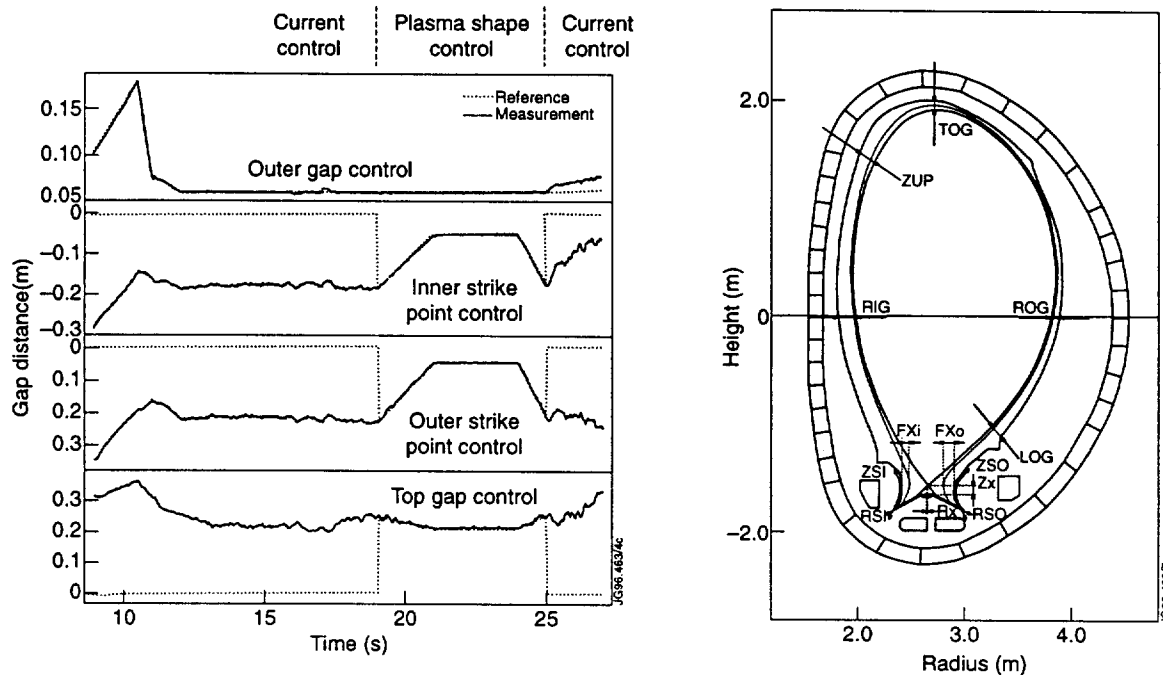 Current control
Plasma shape control
Current control
0.15
0.10
0.05
Reference
Measurement
Outer gap control
0
−0.1
−0.2
−0.3
Inner strike point control
0
0.1
0.2
0.3
Outer strike point control
0.3
0.2
0.1
0
Top gap control
Gap distance(m)
10
15
20
25
Time (s)
JG96.463/4c
2.0
0
−2.0
Height (m)
TOG
ZUP
RIG
ROG
FXi
FXo
LOG
ZSI
ZSO
Zx
RSI
Rx
RSO
2.0
3.0
4.0
Radius (m)